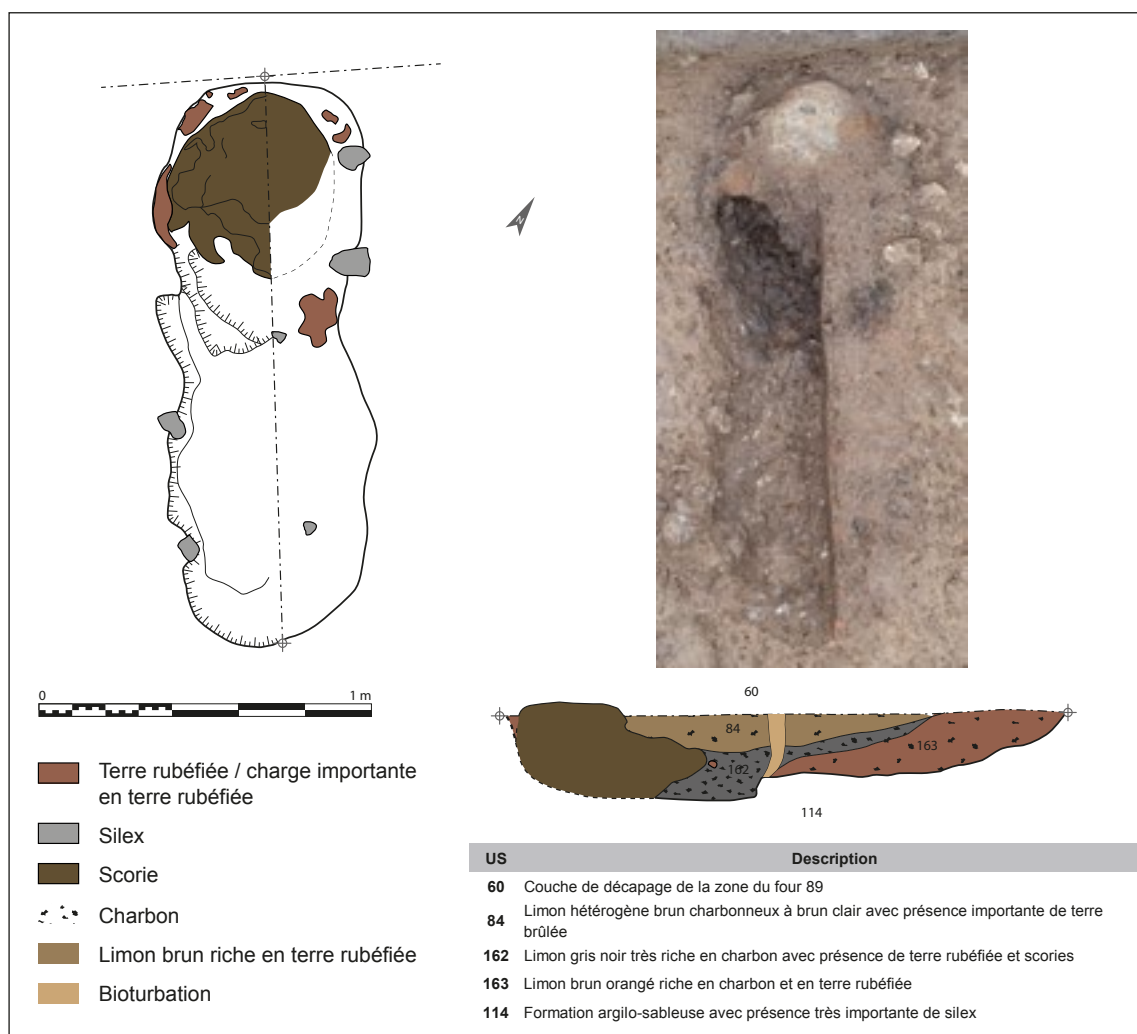 N
0
1 m
Terre rubéfiée / charge importante
en terre rubéfiée
Silex
Scorie
Charbon
Limon brun riche en terre rubéfiée
Bioturbation
60
84
162
163
114
US Description
60 Couche de décapage de la zone du four 89
84 Limon hétérogène brun charbonneux à brun clair avec présence importante de terre
brûlée
162 Limon gris noir très riche en charbon avec présence de terre rubéfiée et scories
163 Limon brun orangé riche en charbon et en terre rubéfiée
114 Formation argilo-sableuse avec présence très importante de silex